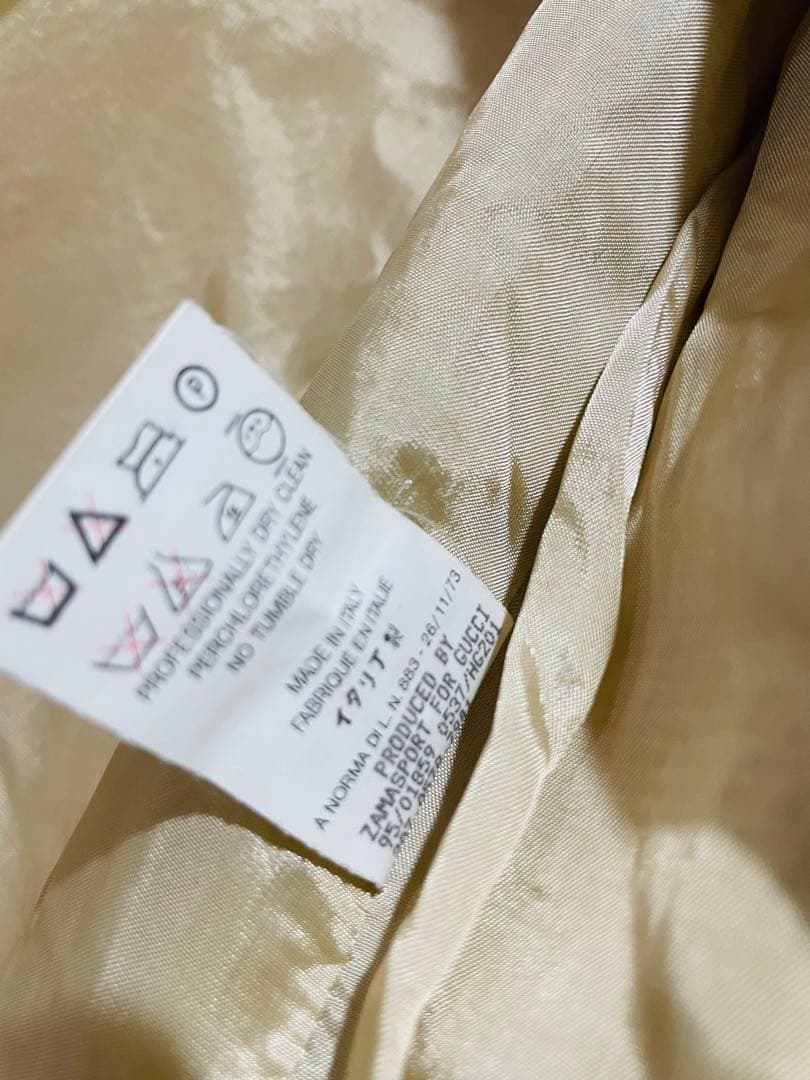 P
PROFESSIONALLY DRY CLEAN
PERCHLORETHYLENE
NO TUMBLE DRY
MADE IN ITALY
FABRIQUE EN ITALIE
イタリア製
A NORMA DI L. N. 883 - 26/11/73
PRODUCED BY
ZAMASPORT FOR GUCCI
95/01859 0537/HG201